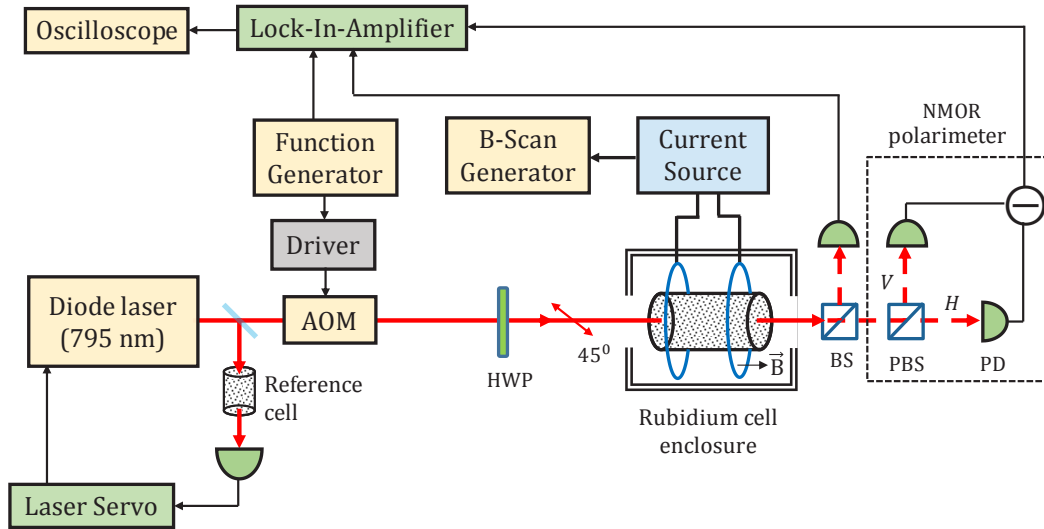 Oscilloscope
Lock-In-Amplifier
NMOR
polarimeter
Function
Generator
B-Scan
Generator
Current
Source
Driver
Diode laser
(795 nm)
AOM
V
H
45⁰
HWP
B
BS
PBS
PD
Reference
cell
Rubidium cell
enclosure
Laser Servo